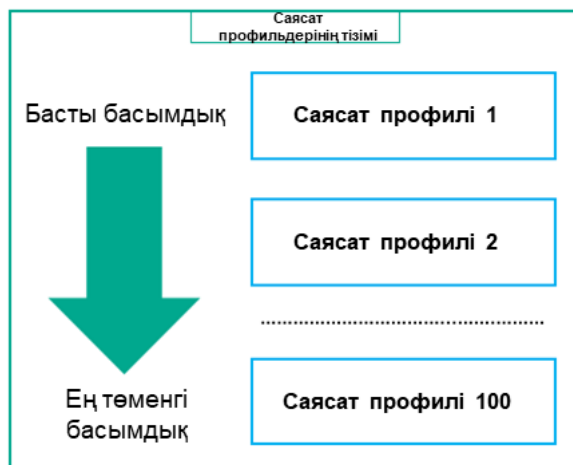 Саясат
профильдерінің тізімі
Басты басымдық
Саясат профилі 1
Саясат профилі 2
Ең төменгі
басымдық
Саясат профилі 100